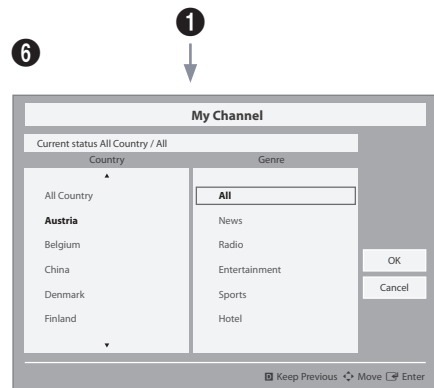 ❶
❻
My Channel
Current status All Country / All
Country Genre
All Country All
Austria News
Belgium Radio
China Entertainment
Denmark Sports
Finland Hotel
OK
Cancel
D Keep Previous Move Enter